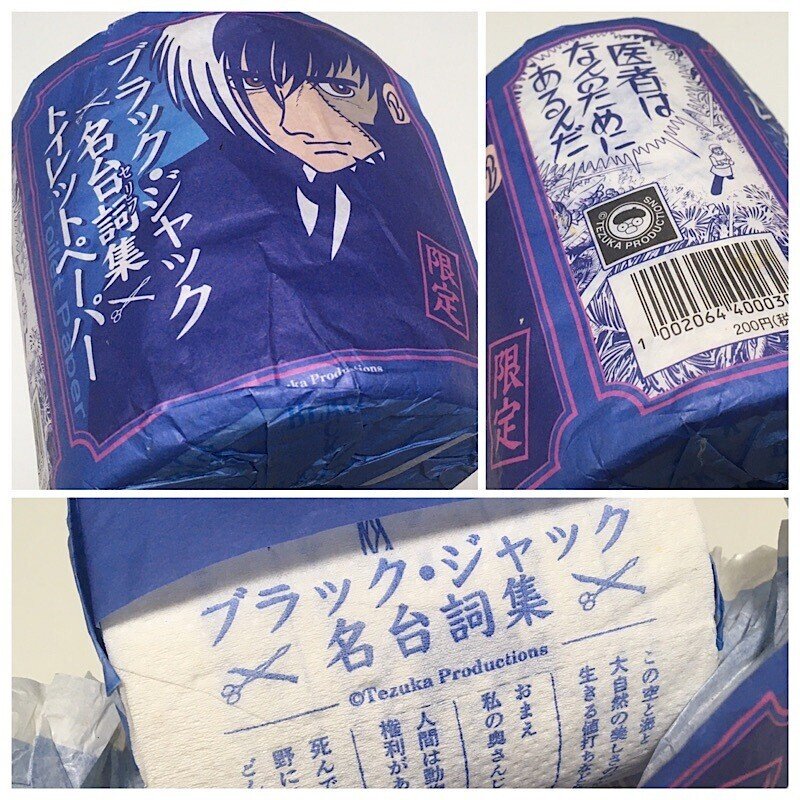 ブラック・ジャック
名台詞集
セリフ
トイレットペーパー
Toilet Paper
限定
uka Productions
医者は
なんのために
あるんだ
©TEZUKA PRODUCTIONS
1 002064 40003
200円(税
限定
ブラック・ジャック
名台詞集
©Tezuka Productions
この空と海と
大自然の美しさの
生きる値打ちを
おまえ
私の奥さんじ
人間は動
権利があ
死んで
野に